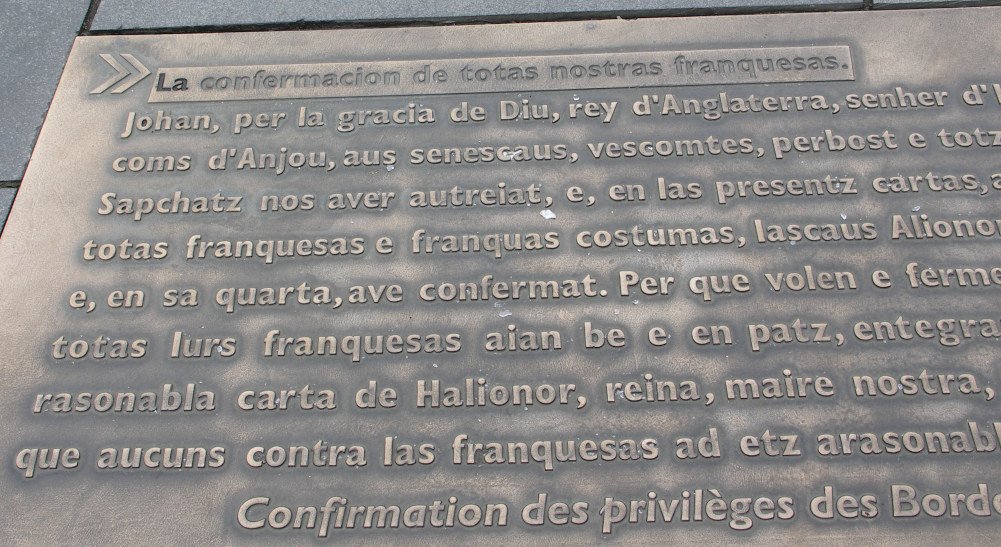 La confermacion de totas nostras franquesas.
Johan, per la gracia de Diu, rey d'Anglaterra, senher d'
coms d'Anjou, aus senescaus, vescomtes, perbost e totz
Sapchatz nos aver autreiat, e, en las presentz cartas,
totas franquesas e franquas costumas, lascaus Aliono
e, en sa quarta, ave confermat. Per que volen e ferme
totas lurs franquesas aian be e en patz, entegra
rasonabla carta de Halionor, reina, maire nostra,
que aucuns contra las franquesas ad etz arasonab
Confirmation des privilèges des Bord